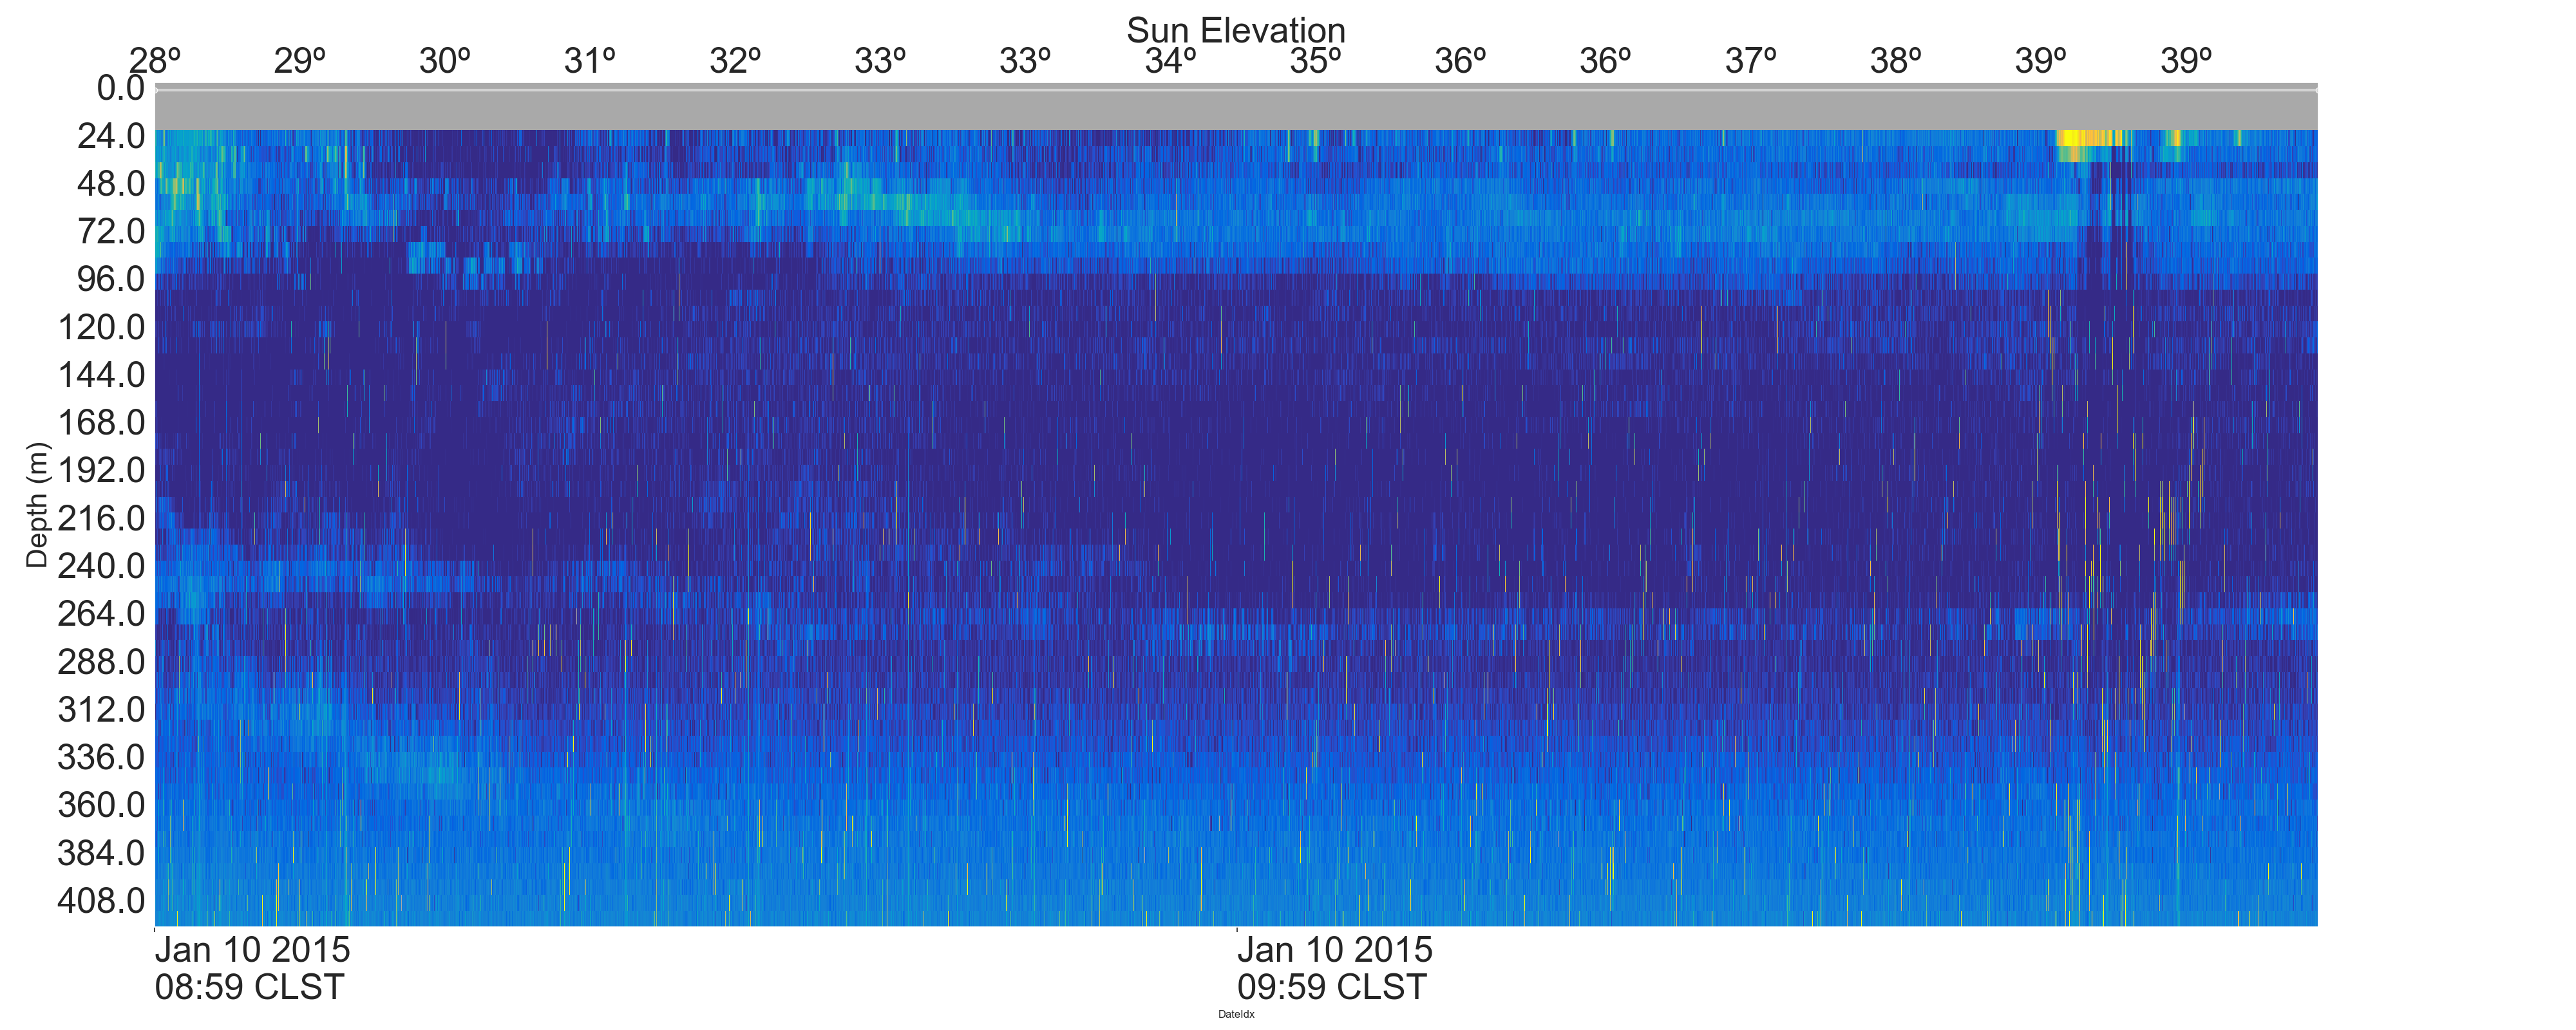 Sun Elevation
28º 29º 30º 31º 32º 33º 33º 34º 35º 36º 36º 37º 38º 39º 39º
0.0
24.0
48.0
72.0
96.0
120.0
144.0
168.0
192.0
216.0
240.0
264.0
288.0
312.0
336.0
360.0
384.0
408.0
Depth (m)
Jan 10 2015
08:59 CLST
Jan 10 2015
09:59 CLST
DateIdx